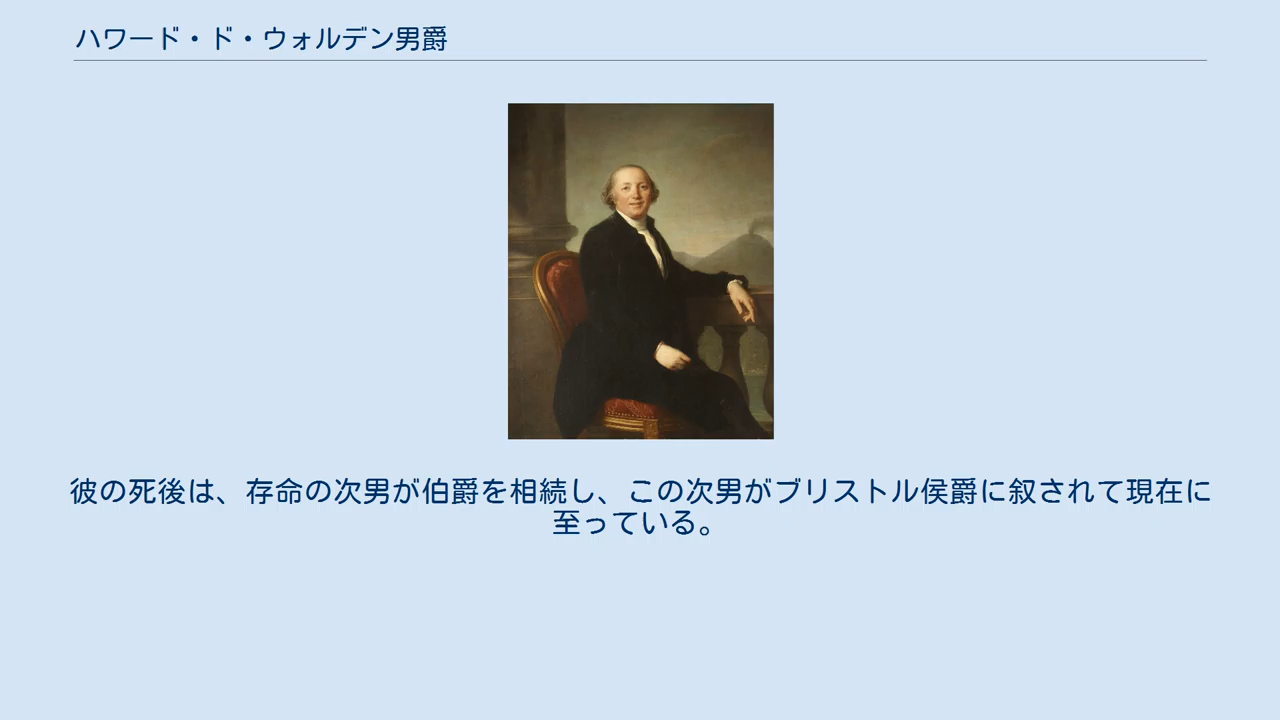 ハワード・ド・ウォルデン男爵
彼の死後は、存命の次男が伯爵を相続し、この次男がブリストル侯爵に叙されて現在に
至っている。